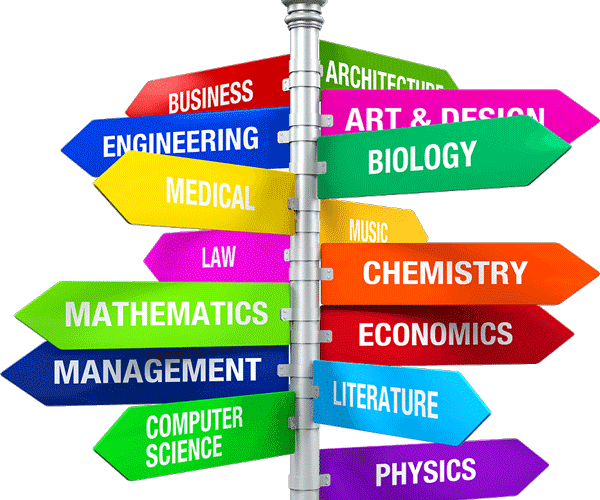 ARCHITECTURE
BUSINESS
ART & DESIGN
ENGINEERING
BIOLOGY
MEDICAL
MUSIC
LAW
CHEMISTRY
MATHEMATICS
ECONOMICS
MANAGEMENT
LITERATURE
COMPUTER
SCIENCE
PHYSICS